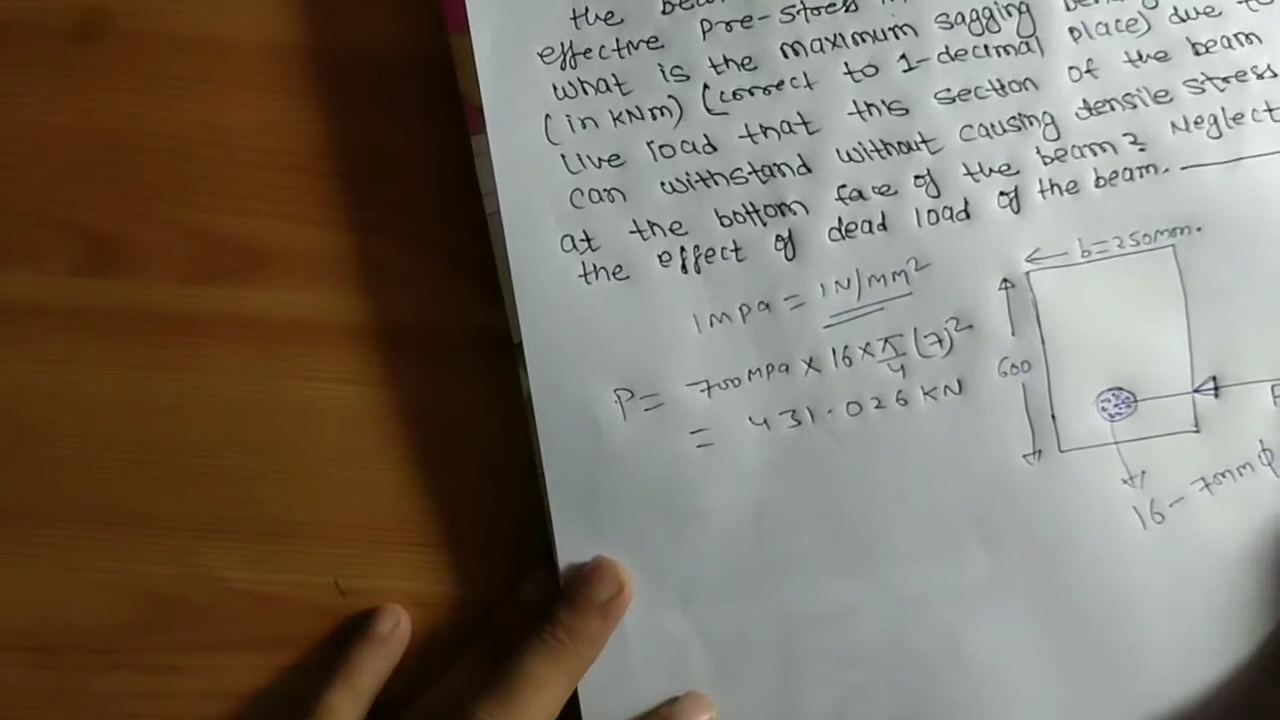 the
effective pre-stress
what is the maximum sagging
(in kNm) (correct to 1-decimal place) due
live load that this section of the beam
can withstand without causing tensile stress
at the bottom face of the beam? Neglect
the effect of dead load of the beam.
1mpa = 1N/mm²
P = 700mpa × 16 × π/4 (7)²
= 431.026 KN
b=250mm.
600
16-7mm ϕ